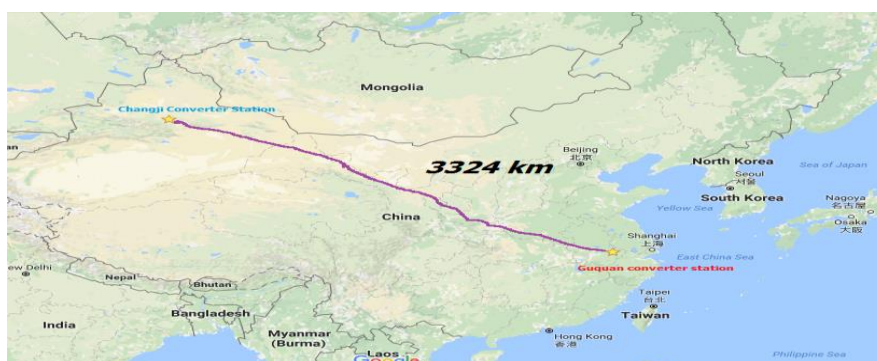 Mongolia
Changji Converter Station
Beijing
北京
3324 km
North Korea
Sea of Japan
Seoul
서울
South Korea
Nagoya
名古屋
Osaka
大阪
Yellow Sea
China
Shanghai
上海
East China Sea
Guquan converter station
New Delhi
Nepal
Bhutan
Bangladesh
Taipei
台北
Taiwan
India
Myanmar
(Burma)
Hong Kong
香港
Laos
Google
Philippine Sea